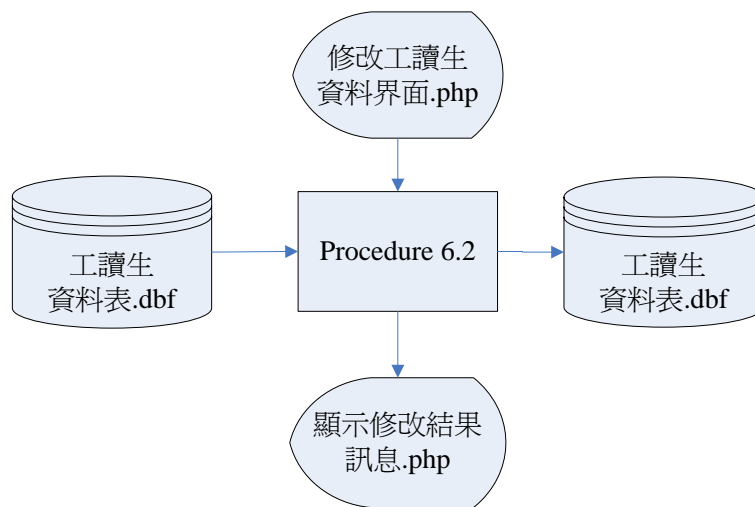 修改工讀生
資料界面.php
工讀生
資料表.dbf
Procedure 6.2
工讀生
資料表.dbf
顯示修改結果
訊息.php